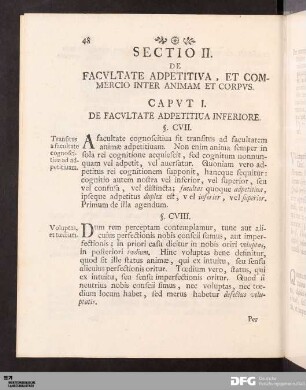 48
SECTIO II.
DE
FACVLTATE ADPETITIVA, ET COM-
MERCIO INTER ANIMAM ET CORPVS.
CAPVT I.
DE FACVLTATE ADPETITIVA INFERIORE.
§. CVII.
Transitus
a facultate
cognosci-
tiva ad ad-
petitivam.
A facultate cognoscitiva fit transitus ad facultatem
animæ adpetitivam. Non enim anima semper in
sola rei cognitione acquiescit, sed cognitum nonnun-
quam vel adpetit, vel aversatur. Quoniam vero ad-
petitus rei cognitionem supponit, hancque sequitur:
cognitio autem nostra vel inferior, vel superior, seu
vel confusa, vel distincta; facultas quoque adpetitiva,
ipseque adpetitus duplex est, vel inferior, vel superior.
Primum de illa agendum.
§. CVIII.
Voluptas,
et tædium.
Dum rem perceptam contemplamur, tunc aut ali-
cuius perfectionis nobis conscii simus, aut imper-
fectionis: in priori casu dicitur in nobis oriri voluptas,
in posteriori tædium. Hinc voluptas bene definitur,
quod sit ille status animæ, qui ex intuitu, seu sensu
alicuius perfectionis oritur. Tædium vero, status, qui
ex intuitu, seu sensu imperfectionis oritur. Quod si
neutrius nobis conscii simus, nec voluptas, nec tæ-
dium locum habet, sed merus habetur defectus volu-
ptatis.
Per
DFG